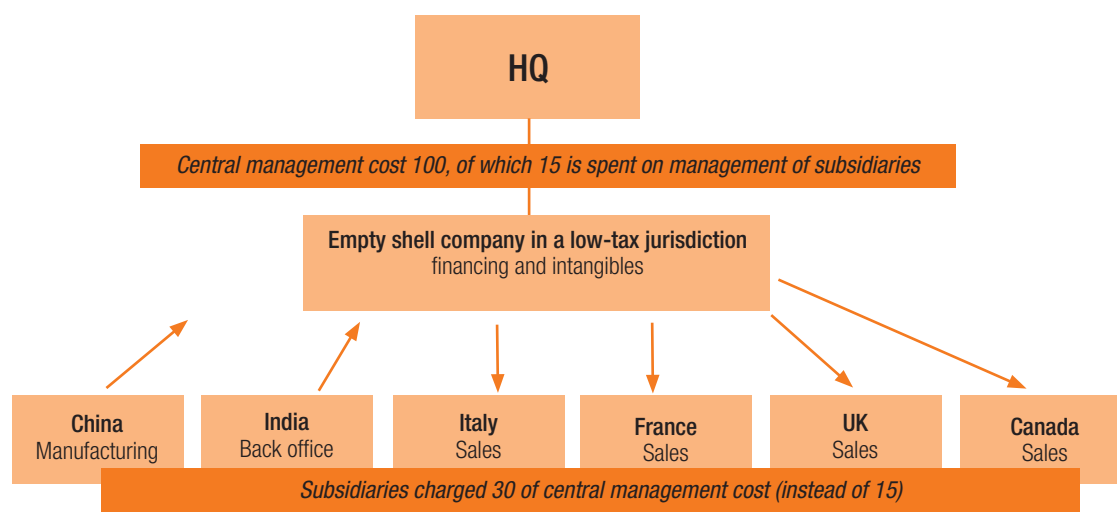 HQ
Central management cost 100, of which 15 is spent on management of subsidiaries
Empty shell company in a low-tax jurisdiction
financing and intangibles
China
Manufacturing
India
Back office
Italy
Sales
France
Sales
UK
Sales
Canada
Sales
Subsidiaries charged 30 of central management cost (instead of 15)